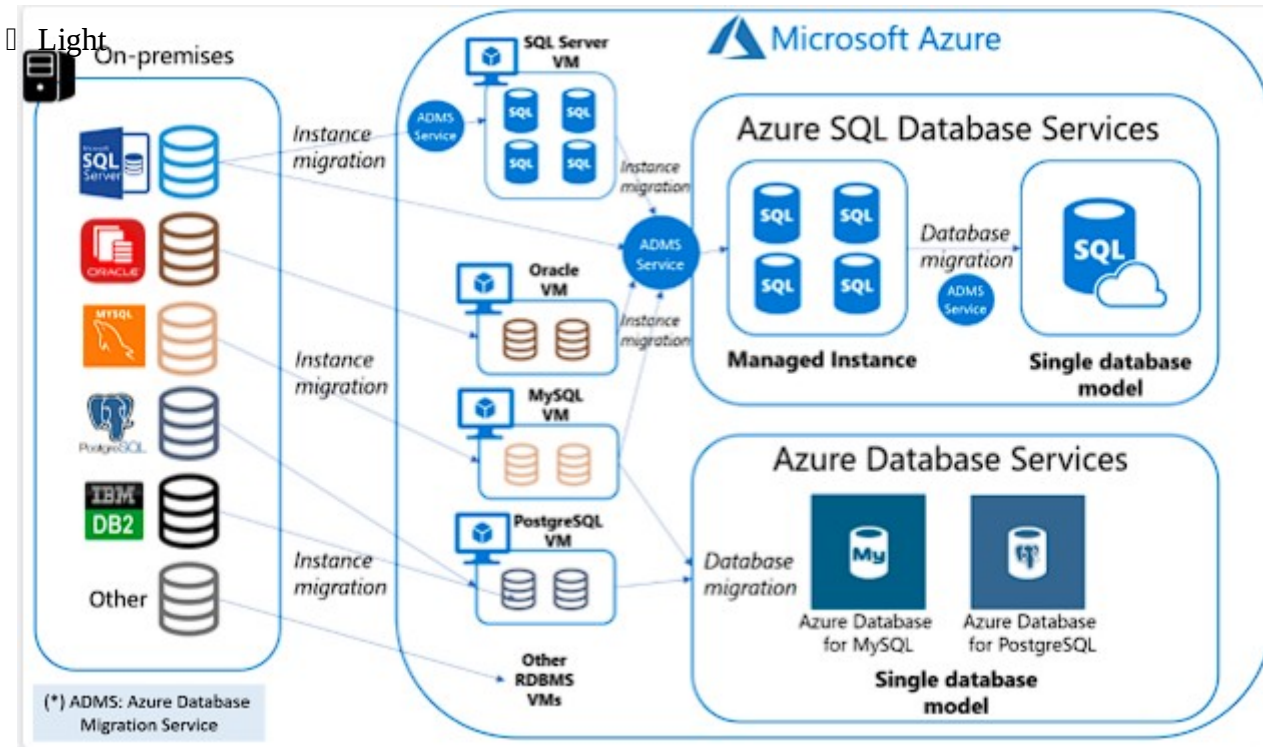 Light
On-premises
Microsoft
SQL
Server
ORACLE
MYSQL
PostgreSQL
IBM
DB2
Other
(*) ADMS: Azure Database
Migration Service
Instance
migration
Instance
migration
Instance
migration
ADMS
Service
SQL Server
VM
SQL
SQL
SQL
SQL
Oracle
VM
MySQL
VM
PostgreSQL
VM
Other
RDBMS
VMs
Instance
migration
ADMS
Service
Instance
migration
Microsoft Azure
Azure SQL Database Services
SQL
SQL
SQL
SQL
Managed Instance
Database
migration
ADMS
Service
SQL
Single database
model
Azure Database Services
Database
migration
My
Azure Database
for MySQL
Azure Database
for PostgreSQL
Single database
model